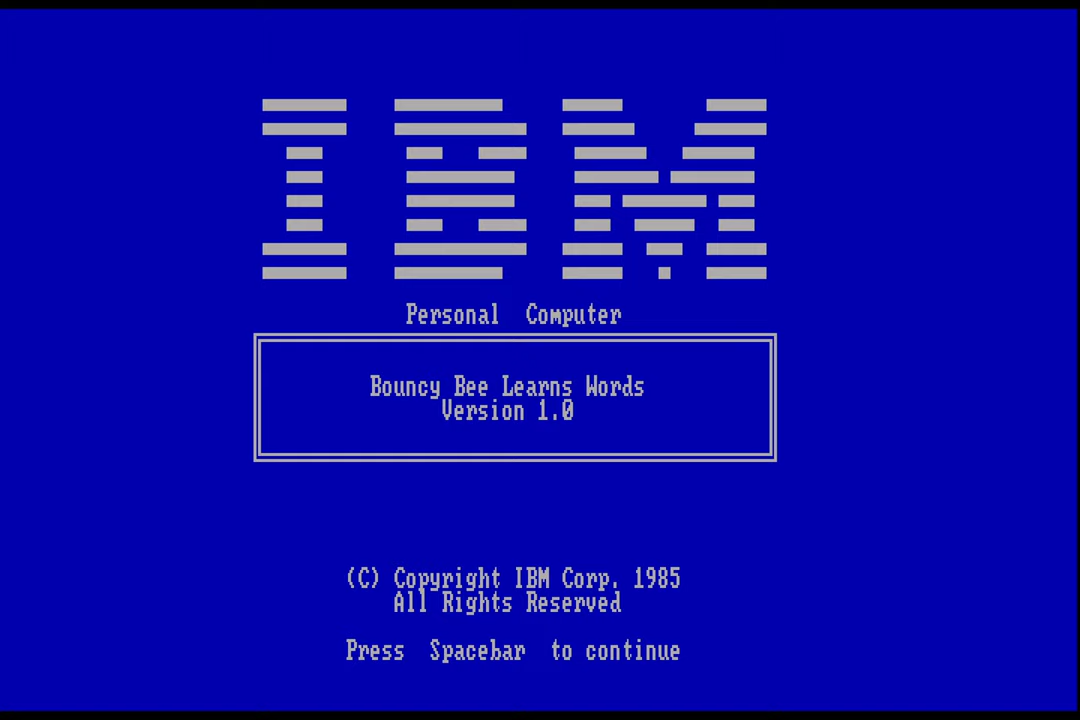 IBM
Personal Computer
Bouncy Bee Learns Words
Version 1.0
(C) Copyright IBM Corp. 1985
All Rights Reserved
Press Spacebar to continue